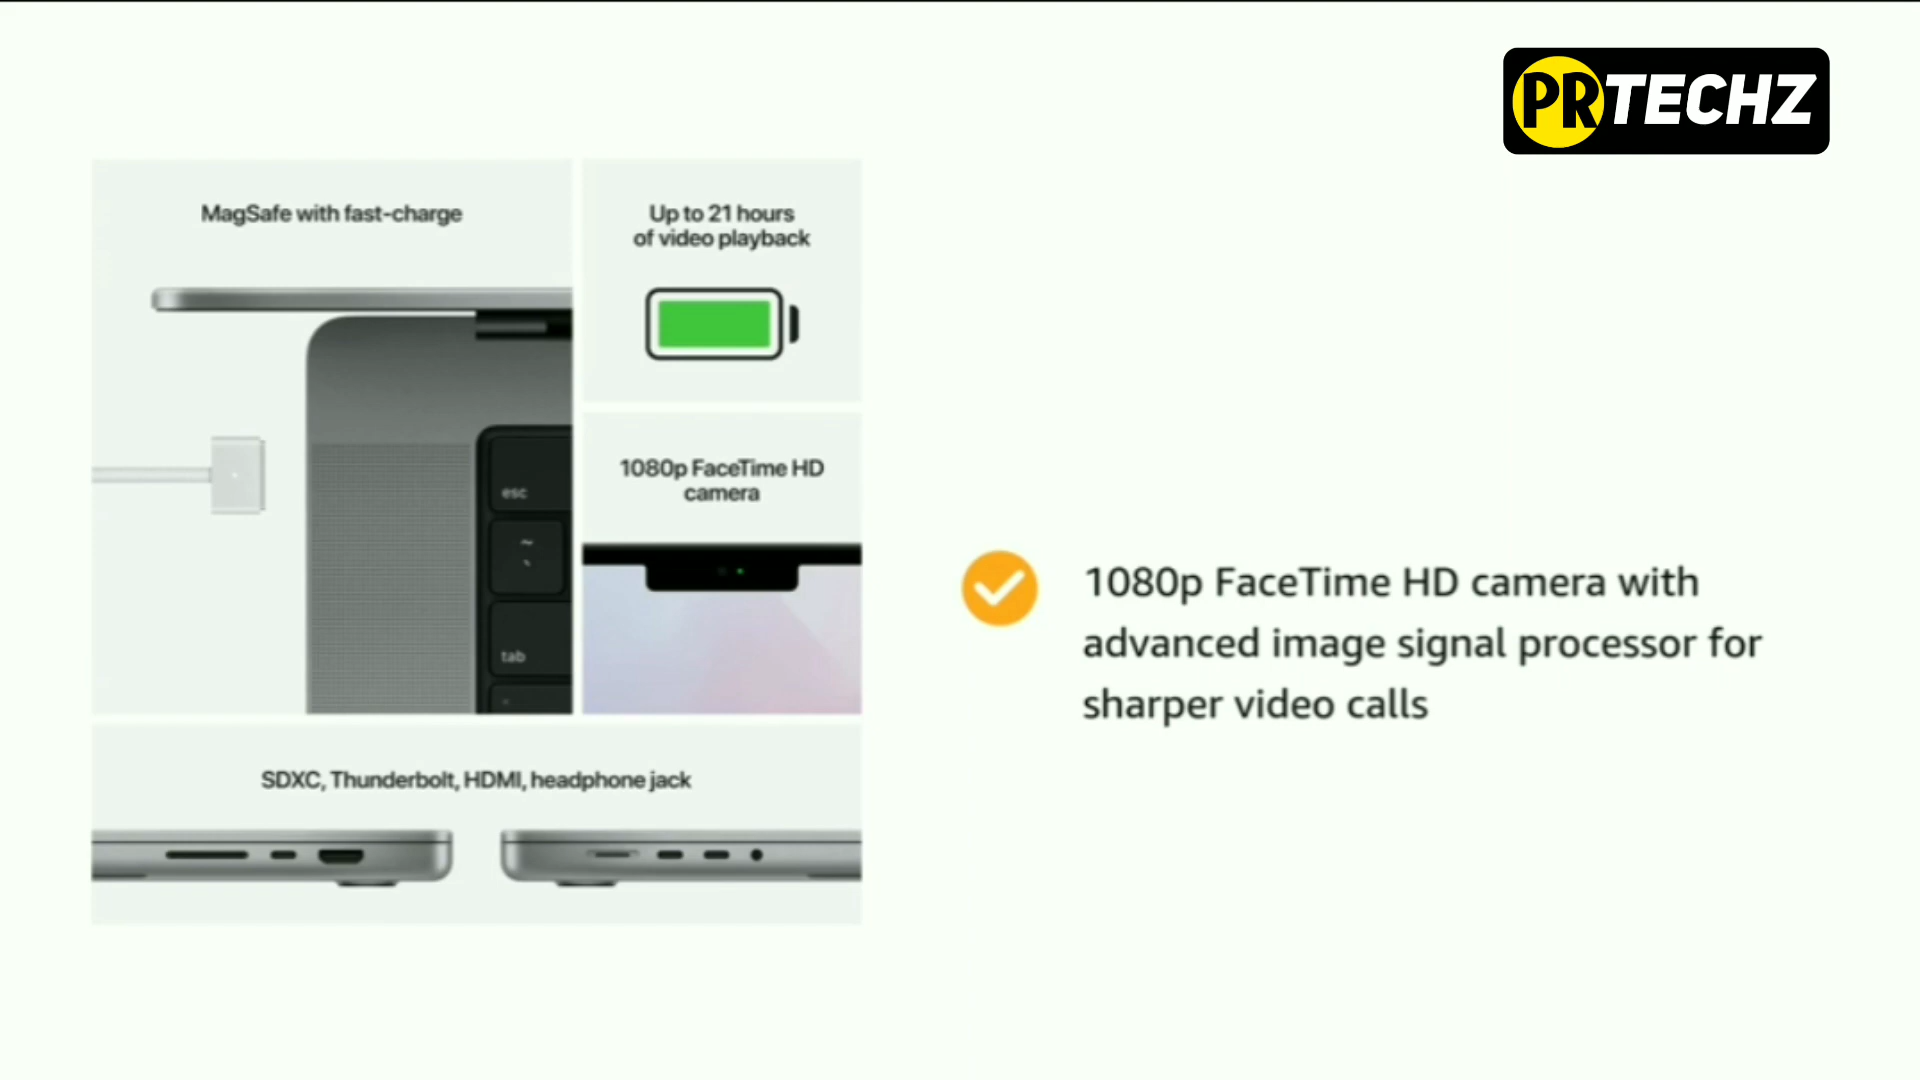 PRTECHZ
MagSafe with fast-charge
Up to 21 hours
of video playback
esc
~
`
tab
1080p FaceTime HD
camera
SDXC, Thunderbolt, HDMI, headphone jack
1080p FaceTime HD camera with
advanced image signal processor for
sharper video calls